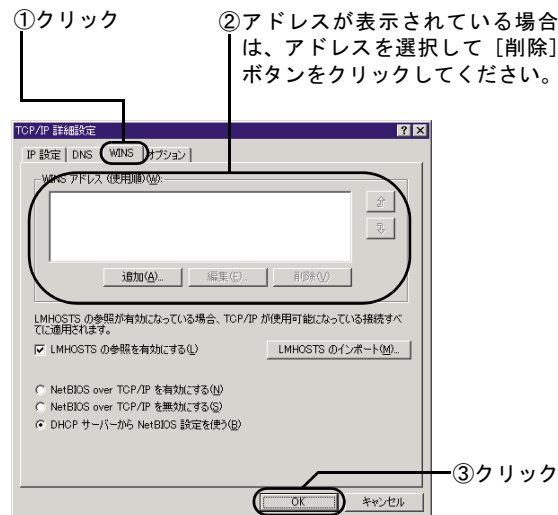 ①クリック
②アドレスが表示されている場合
は、アドレスを選択して［削除］
ボタンをクリックしてください。
TCP/IP 詳細設定
IP 設定 DNS WINS オプション
WINS アドレス (使用順)(W):
追加(A)... 編集(E)... 削除(V)
LMHOSTS の参照が有効になっている場合、TCP/IP が使用可能になっている接続すべ
てに適用されます。
LMHOSTS の参照を有効にする(L) LMHOSTS のインポート(M)...
NetBIOS over TCP/IP を有効にする(N)
NetBIOS over TCP/IP を無効にする(S)
DHCP サーバーから NetBIOS 設定を使う(B)
③クリック
OK キャンセル